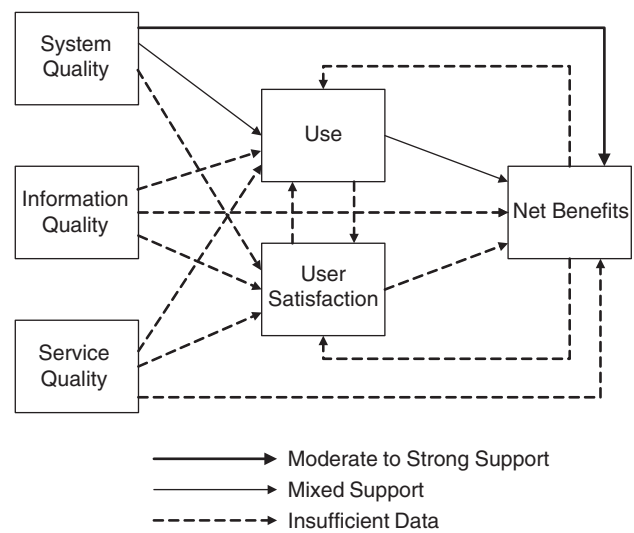 System
Quality
Use
Information
Quality
Net Benefits
User
Satisfaction
Service
Quality
Moderate to Strong Support
Mixed Support
Insufficient Data